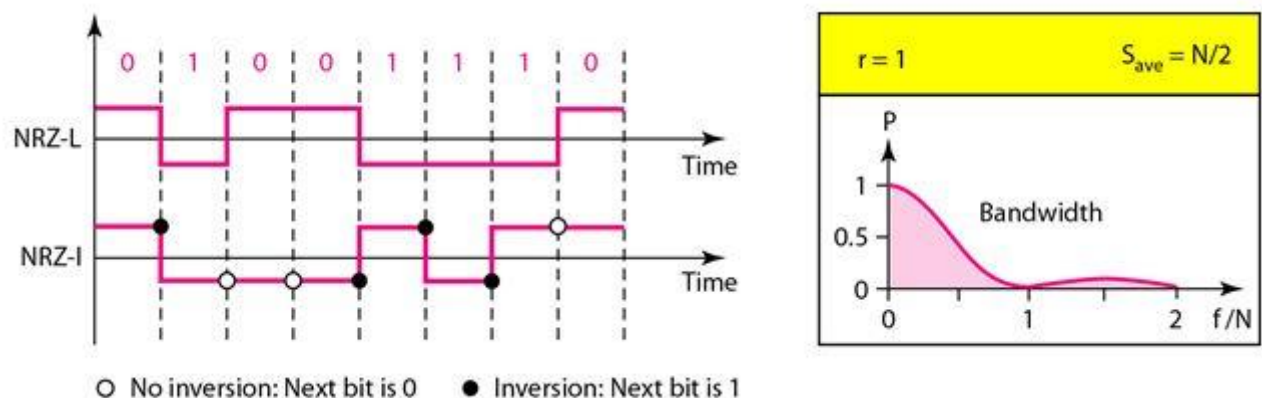 0 1 0 0 1 1 1 0
NRZ-L
Time
NRZ-I
Time
No inversion: Next bit is 0
Inversion: Next bit is 1
r = 1
S_ave = N/2
P
1
Bandwidth
0.5
0
0 1 2 f/N